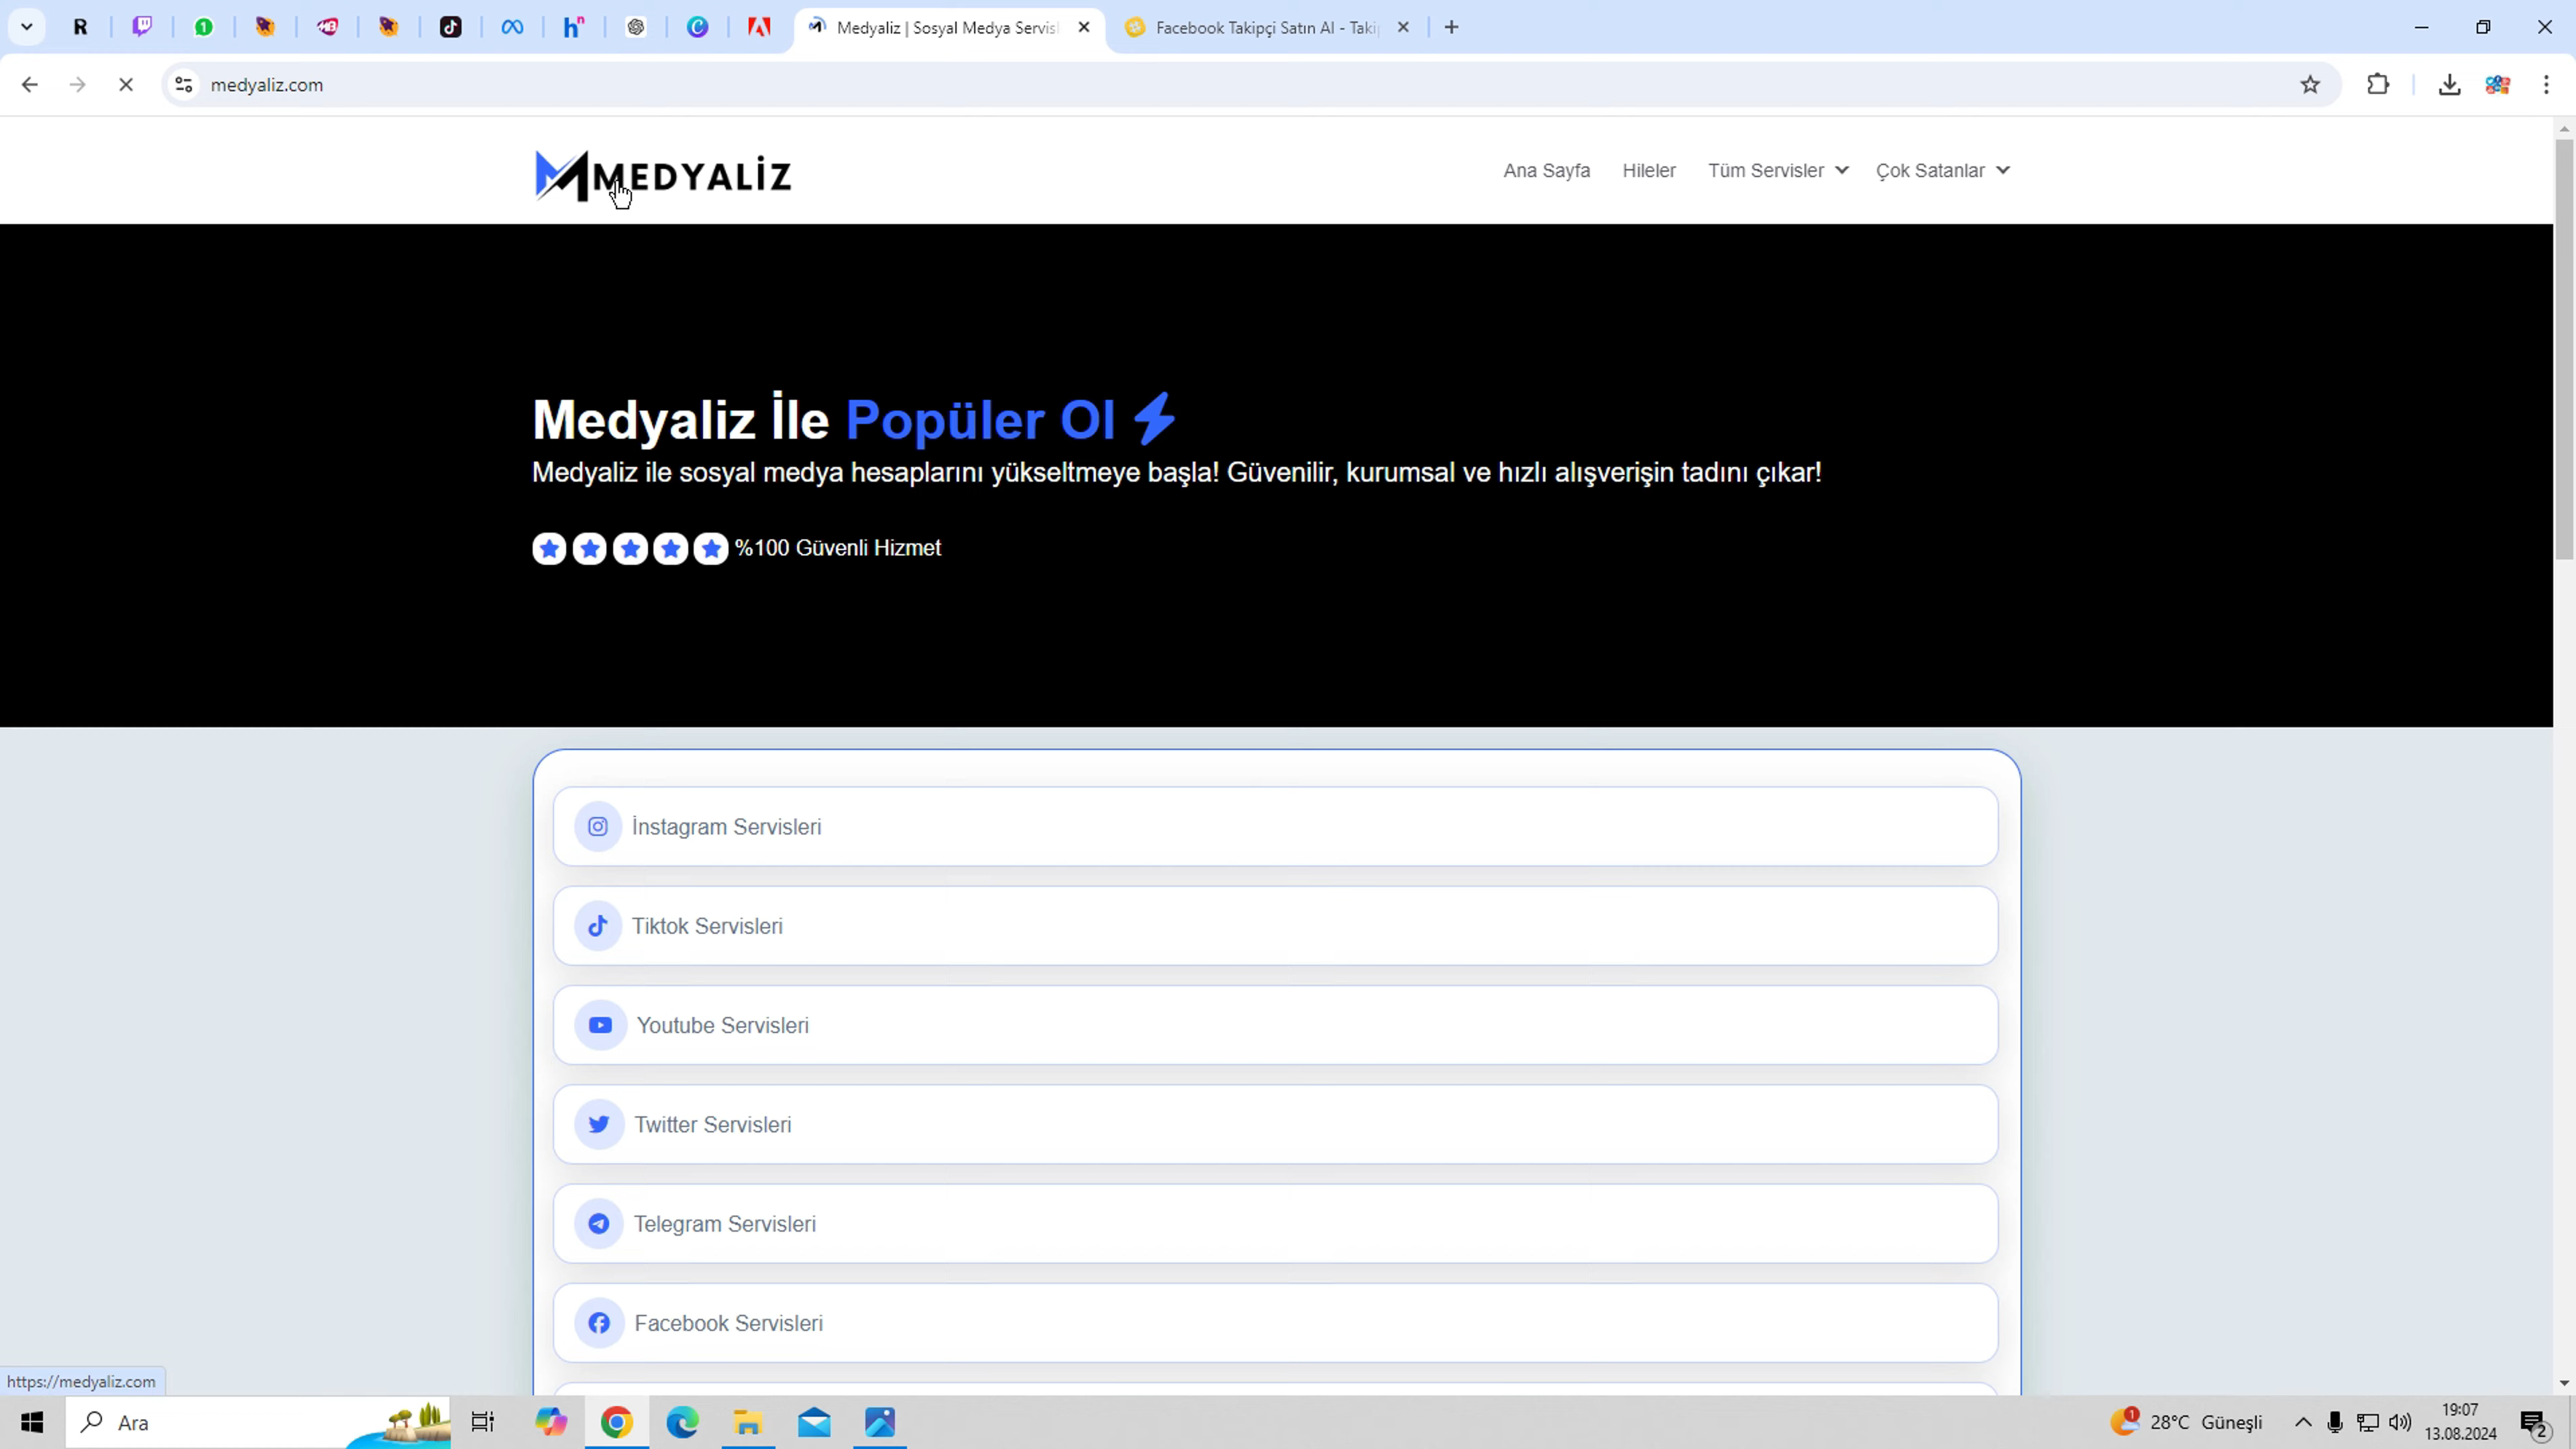 Medyaliz | Sosyal Medya Servisl
Facebook Takipçi Satın Al - Taki
medyaliz.com
MEDYALİZ
Ana Sayfa
Hileler
Tüm Servisler
Çok Satanlar
Medyaliz İle Popüler Ol
Medyaliz ile sosyal medya hesaplarını yükseltmeye başla! Güvenilir, kurumsal ve hızlı alışverişin tadını çıkar!
%100 Güvenli Hizmet
İnstagram Servisleri
Tiktok Servisleri
Youtube Servisleri
Twitter Servisleri
Telegram Servisleri
Facebook Servisleri
https://medyaliz.com
Ara
1
28°C Güneşli
19:07
13.08.2024
2